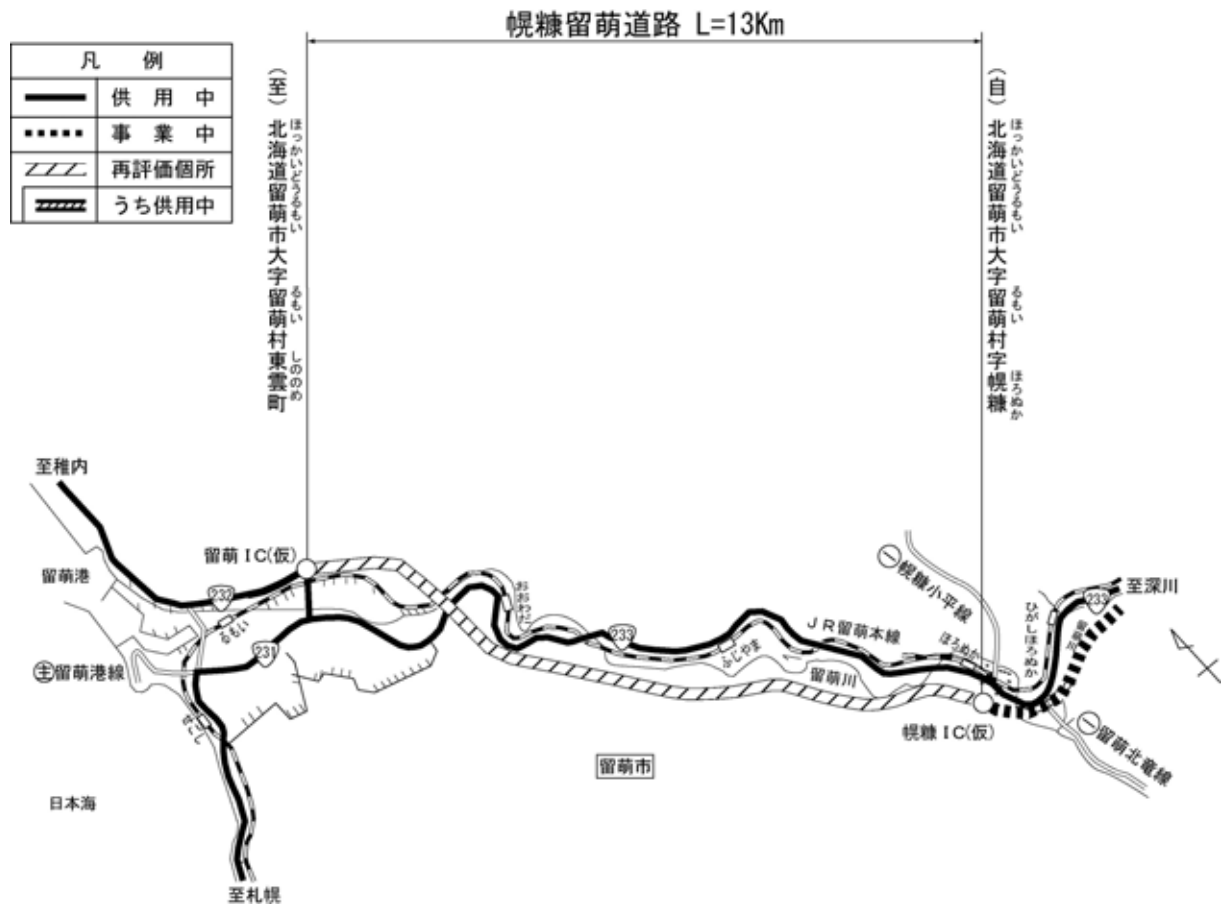 幌糠留萌道路 L=13Km
凡 例
供 用 中
事 業 中
再評価個所
うち供用中
(至)北海道留萌市大字留萌村東雲町
ほっかいどうるもい
るもい
しののめ
(自)北海道留萌市大字留萌村字幌糠
ほっかいどうるもい
るもい
ほろぬか
至稚内
留萌港
留萌IC(仮)
232
るもい
231
主留萌港線
せごし
日本海
至札幌
おおわだ
233
ふじやま
JR留萌本線
留萌川
一幌糠小平線
ほろぬか
ひがしほろぬか
至深川
233
留萌川
幌糠IC(仮)
一留萌北竜線
留萌市